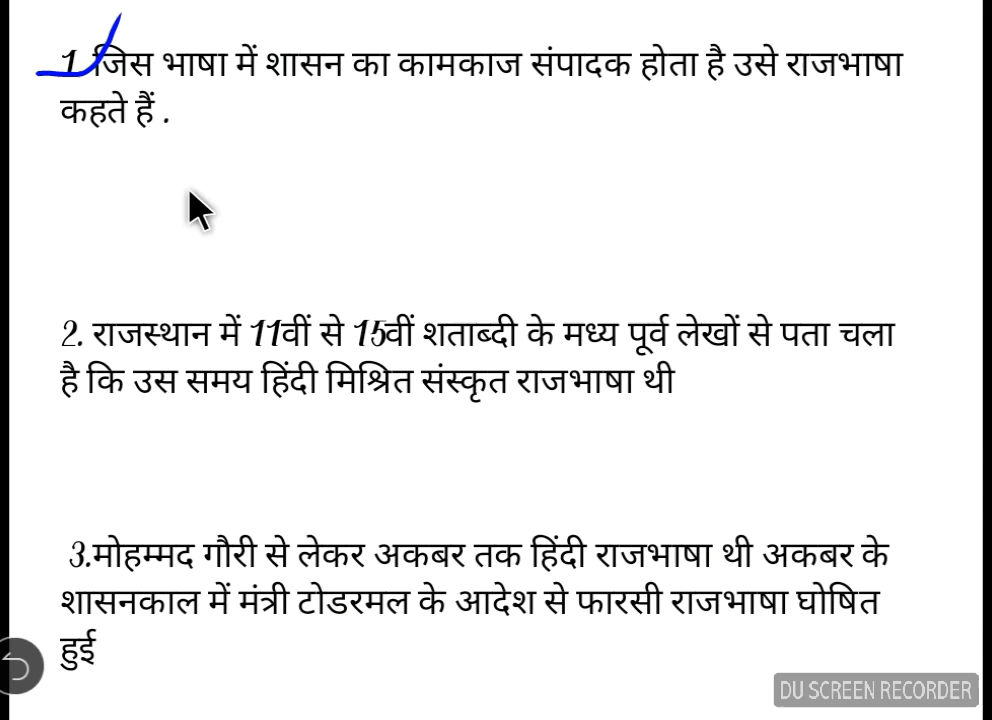 1.जिस भाषा में शासन का कामकाज संपादक होता है उसे राजभाषा
कहते हैं .
2. राजस्थान में 11वीं से 15वीं शताब्दी के मध्य पूर्व लेखों से पता चला
है कि उस समय हिंदी मिश्रित संस्कृत राजभाषा थी
3.मोहम्मद गौरी से लेकर अकबर तक हिंदी राजभाषा थी अकबर के
शासनकाल में मंत्री टोडरमल के आदेश से फारसी राजभाषा घोषित
हुई
DU SCREEN RECORDER